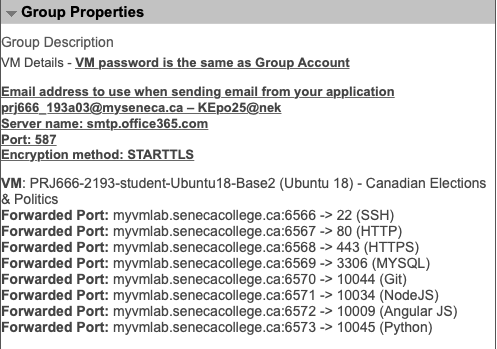 Group Properties
Group Description
VM Details - VM password is the same as Group Account
Email address to use when sending email from your application
prj666_193a03@myseneca.ca – KEpo25@nek
Server name: smtp.office365.com
Port: 587
Encryption method: STARTTLS
VM: PRJ666-2193-student-Ubuntu18-Base2 (Ubuntu 18) - Canadian Elections
& Politics
Forwarded Port: myvmlab.senecacollege.ca:6566 -> 22 (SSH)
Forwarded Port: myvmlab.senecacollege.ca:6567 -> 80 (HTTP)
Forwarded Port: myvmlab.senecacollege.ca:6568 -> 443 (HTTPS)
Forwarded Port: myvmlab.senecacollege.ca:6569 -> 3306 (MYSQL)
Forwarded Port: myvmlab.senecacollege.ca:6570 -> 10044 (Git)
Forwarded Port: myvmlab.senecacollege.ca:6571 -> 10034 (NodeJS)
Forwarded Port: myvmlab.senecacollege.ca:6572 -> 10009 (Angular JS)
Forwarded Port: myvmlab.senecacollege.ca:6573 -> 10045 (Python)